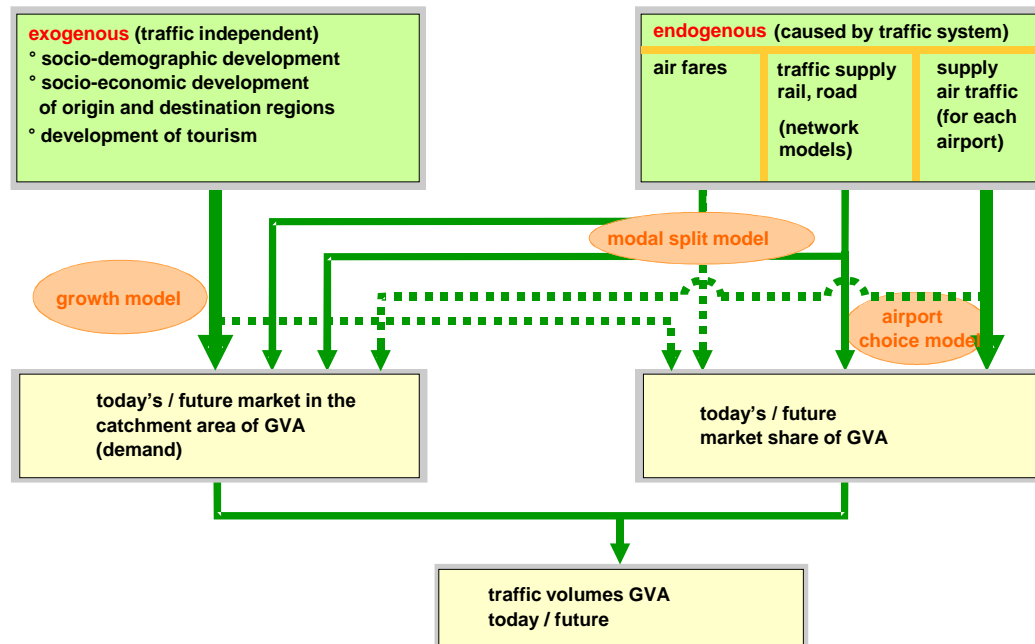 exogenous (traffic independent)
° socio-demographic development
° socio-economic development
of origin and destination regions
° development of tourism
endogenous (caused by traffic system)
air fares
traffic supply
rail, road
(network
models)
supply
air traffic
(for each
airport)
modal split model
growth model
airport
choice model
today's / future market in the
catchment area of GVA
(demand)
today's / future
market share of GVA
traffic volumes GVA
today / future